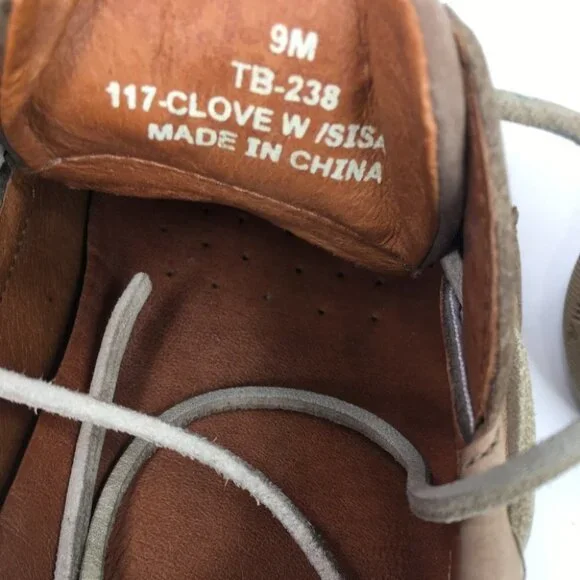 9M
TB-238
117-CLOVE W /SISA
MADE IN CHINA